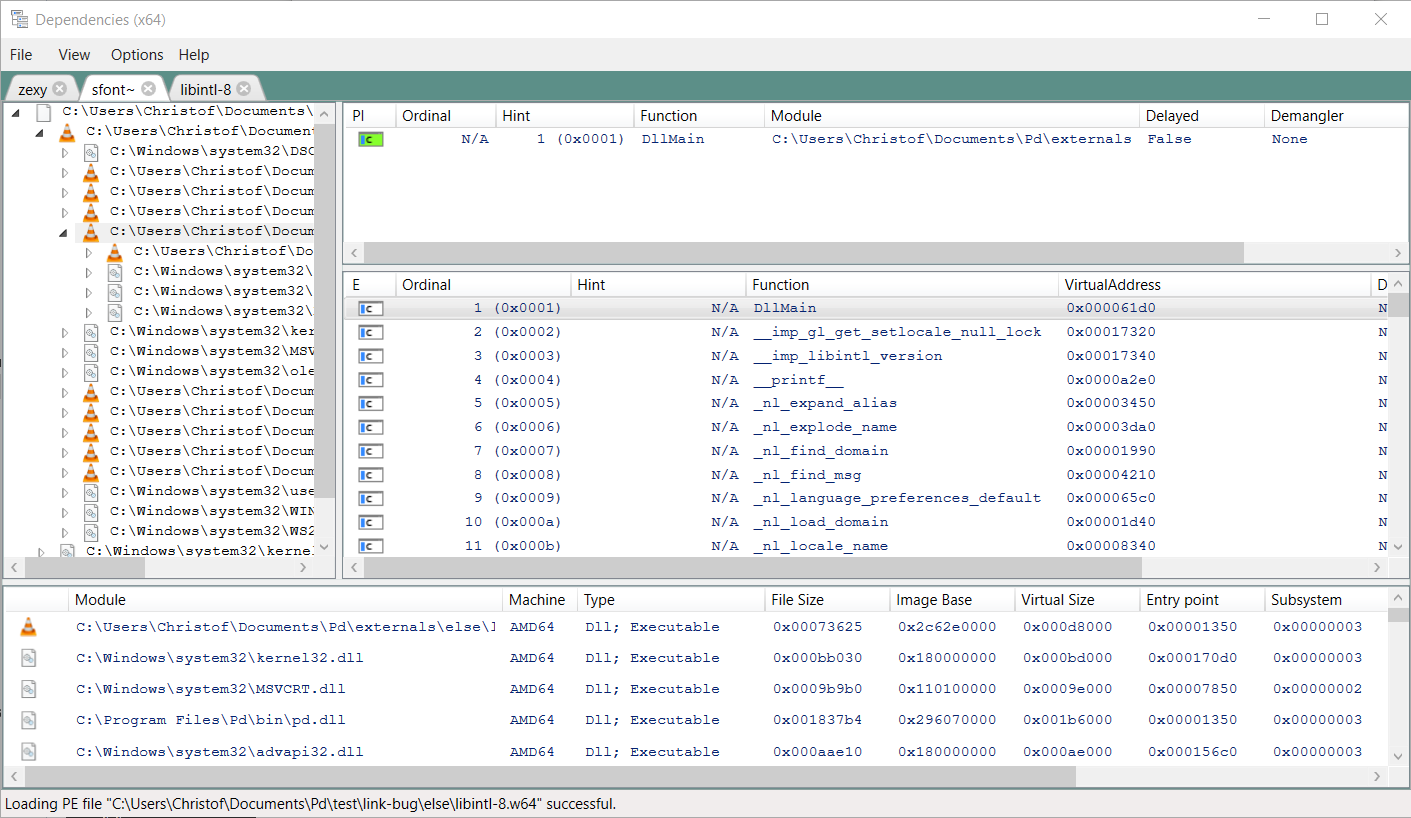 Dependencies (x64)
File View Options Help
zexy sfont~ libintl-8
C:\Users\Christof\Documents\
C:\Users\Christof\Documen
C:\Windows\system32\DSC
C:\Users\Christof\Docum
C:\Users\Christof\Docum
C:\Users\Christof\Docum
C:\Users\Christof\Docum
C:\Users\Christof\Do
C:\Windows\system32\
C:\Windows\system32\
C:\Windows\system32\
C:\Windows\system32\ker
C:\Windows\system32\MSV
C:\Windows\system32\ole
C:\Users\Christof\Docum
C:\Users\Christof\Docum
C:\Users\Christof\Docum
C:\Users\Christof\Docum
C:\Users\Christof\Docum
C:\Windows\system32\use
C:\Windows\system32\WIN
C:\Windows\system32\WS2
C:\Windows\system32\kernel
PI Ordinal Hint Function Module Delayed Demangler
C N/A 1 (0x0001) DllMain C:\Users\Christof\Documents\Pd\externals False None
E Ordinal Hint Function VirtualAddress D
C 1 (0x0001) N/A DllMain 0x000061d0 N
C 2 (0x0002) N/A __imp_gl_get_setlocale_null_lock 0x00017320 N
C 3 (0x0003) N/A __imp_libintl_version 0x00017340 N
C 4 (0x0004) N/A __printf__ 0x0000a2e0 N
C 5 (0x0005) N/A _nl_expand_alias 0x00003450 N
C 6 (0x0006) N/A _nl_explode_name 0x00003da0 N
C 7 (0x0007) N/A _nl_find_domain 0x00001990 N
C 8 (0x0008) N/A _nl_find_msg 0x00004210 N
C 9 (0x0009) N/A _nl_language_preferences_default 0x000065c0 N
C 10 (0x000a) N/A _nl_load_domain 0x00001d40 N
C 11 (0x000b) N/A _nl_locale_name 0x00008340 N
Module Machine Type File Size Image Base Virtual Size Entry point Subsystem
C:\Users\Christof\Documents\Pd\externals\else\l AMD64 Dll; Executable 0x00073625 0x2c62e0000 0x000d8000 0x00001350 0x00000003
C:\Windows\system32\kernel32.dll AMD64 Dll; Executable 0x000bb030 0x180000000 0x000bd000 0x000170d0 0x00000003
C:\Windows\system32\MSVCRT.dll AMD64 Dll; Executable 0x0009b9b0 0x110100000 0x0009e000 0x00007850 0x00000002
C:\Program Files\Pd\bin\pd.dll AMD64 Dll; Executable 0x001837b4 0x296070000 0x001b6000 0x00001350 0x00000003
C:\Windows\system32\advapi32.dll AMD64 Dll; Executable 0x000aae10 0x180000000 0x000ae000 0x000156c0 0x00000003
Loading PE file "C:\Users\Christof\Documents\Pd\test\link-bug\else\libintl-8.w64" successful.